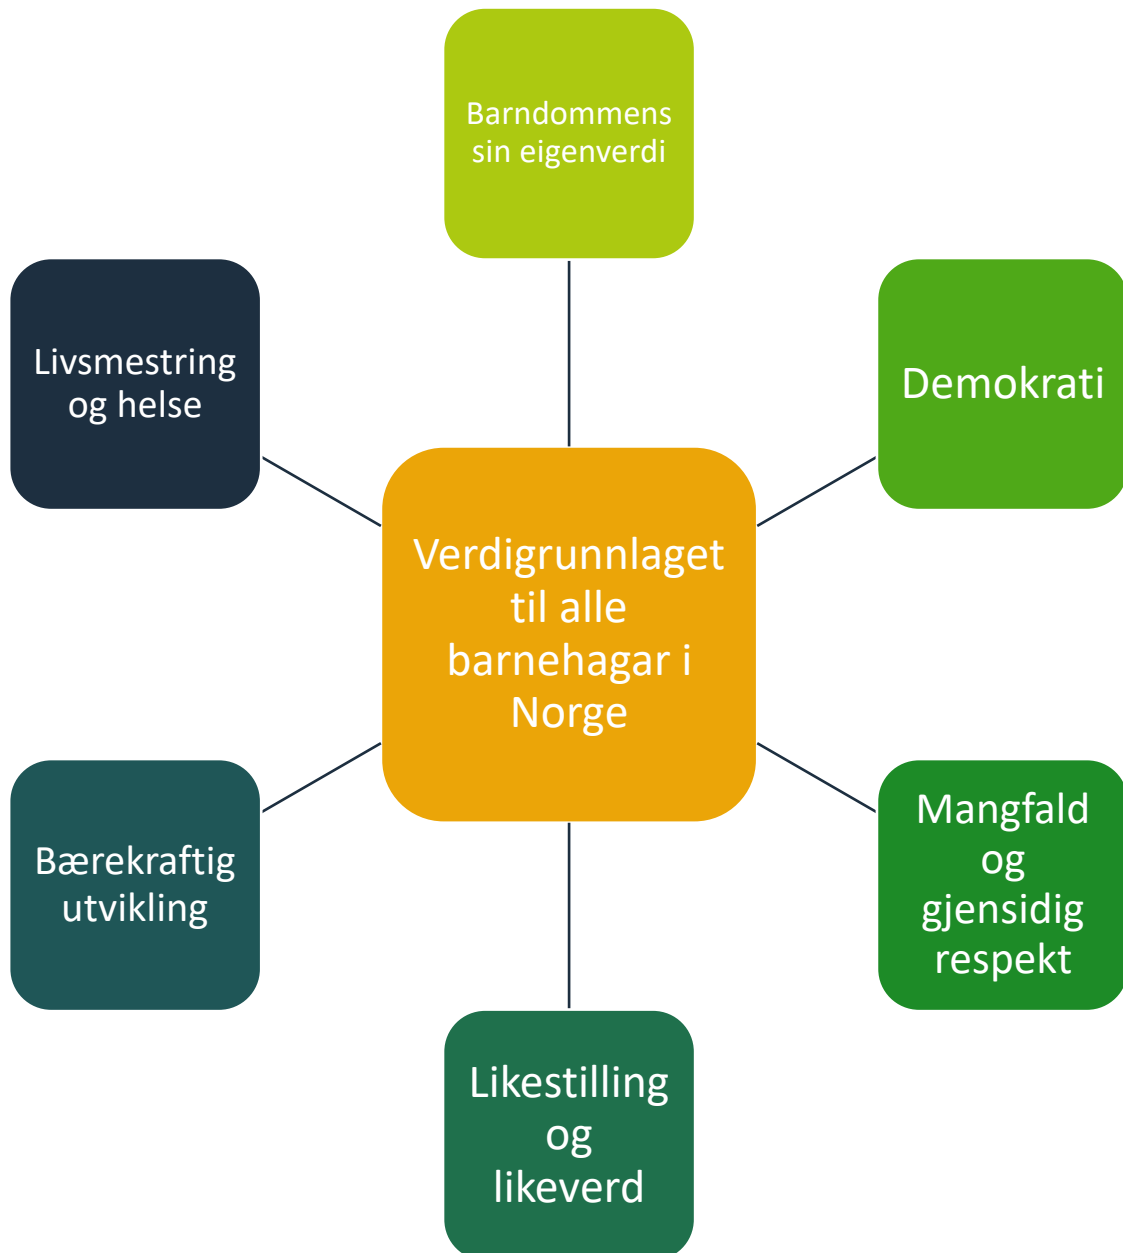 Barndommens
sin eigenverdi
Livsmestring
og helse
Demokrati
Verdigrunnlaget
til alle
barnehagar i
Norge
Bærekraftig
utvikling
Mangfald
og
gjensidig
respekt
Likestilling
og
likeverd